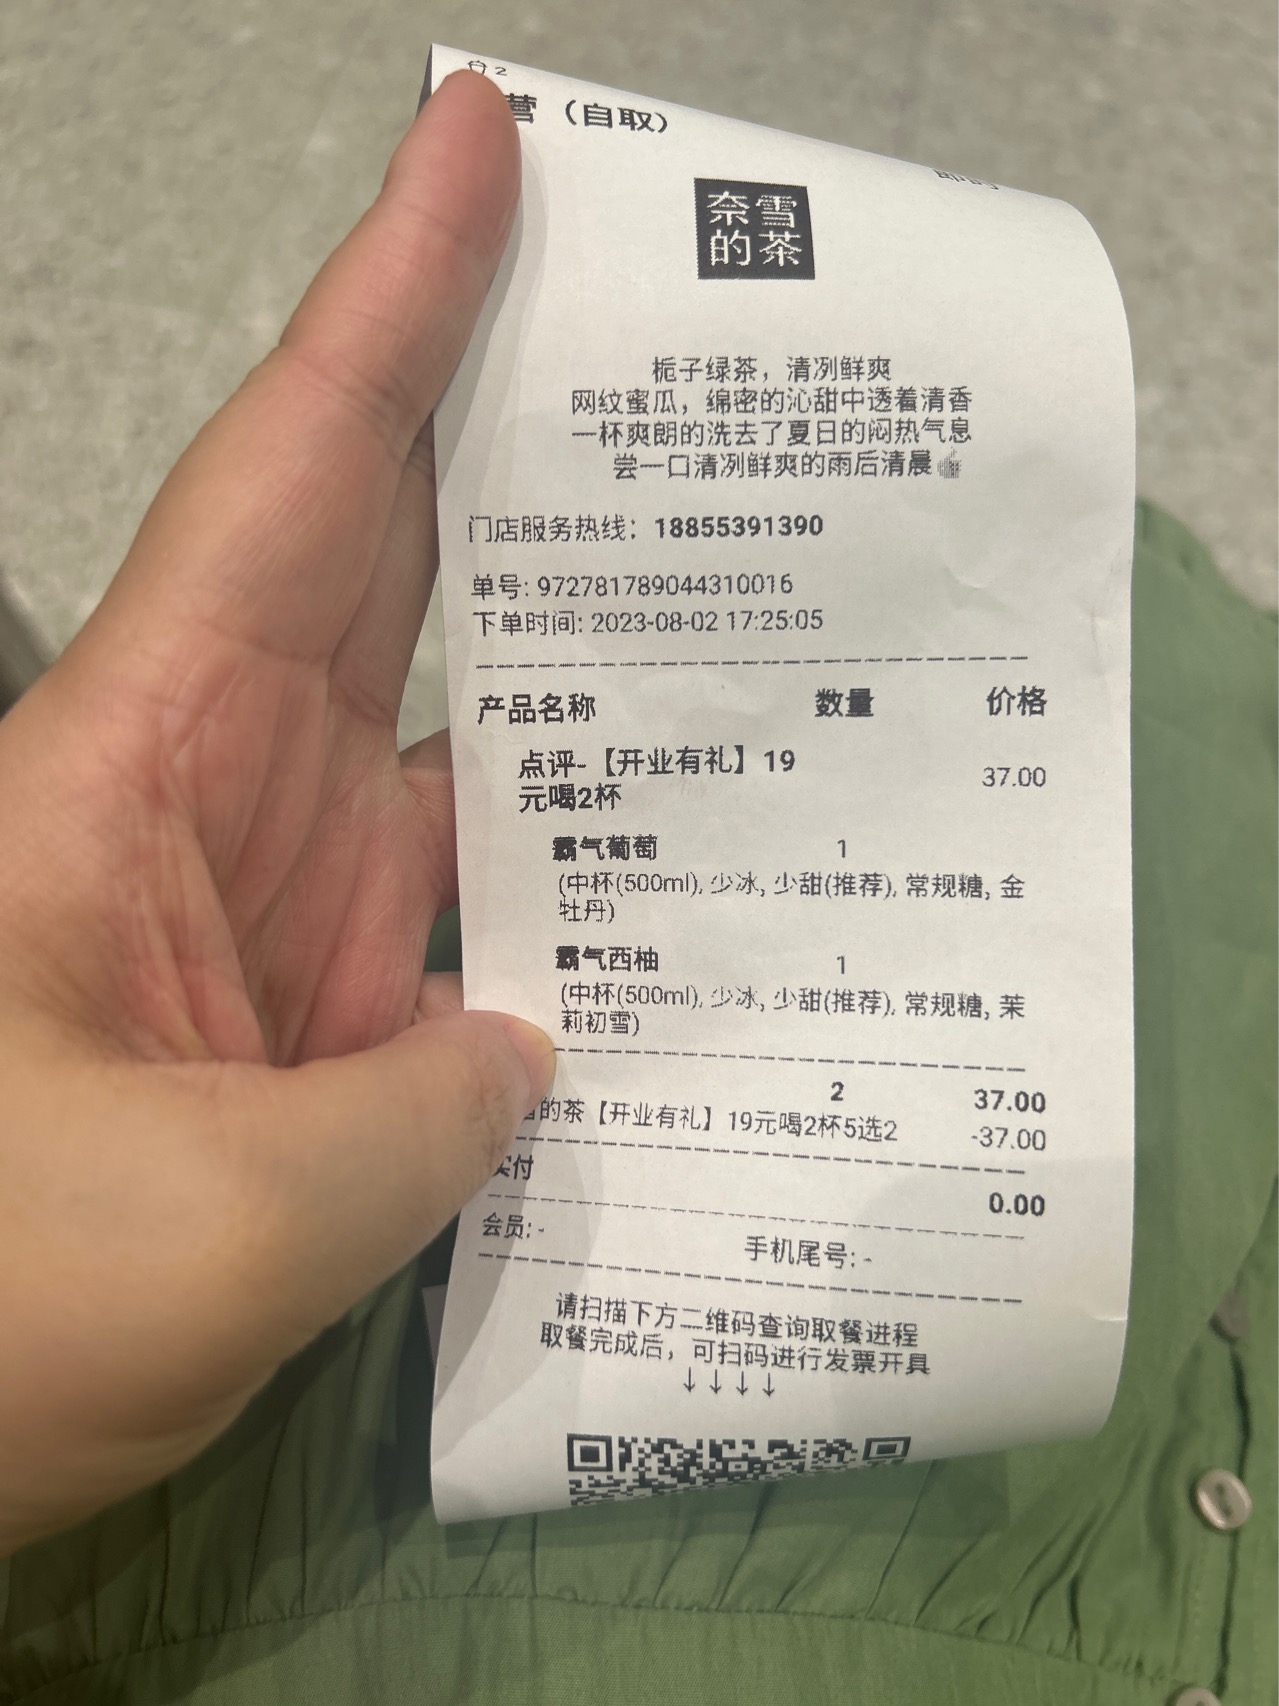 2
营（自取）
奈雪
的茶
栀子绿茶，清冽鲜爽
网纹蜜瓜，绵密的沁甜中透着清香
一杯爽朗的洗去了夏日的闷热气息
尝一口清冽鲜爽的雨后清晨
门店服务热线：18855391390
单号: 972781789044310016
下单时间: 2023-08-02 17:25:05
产品名称 数量 价格
点评-【开业有礼】19 37.00
元喝2杯
霸气葡萄 1
(中杯(500ml), 少冰, 少甜(推荐), 常规糖, 金
牡丹)
霸气西柚 1
(中杯(500ml), 少冰, 少甜(推荐), 常规糖, 茉
莉初雪)
2 37.00
的茶【开业有礼】19元喝2杯5选2 -37.00
实付 0.00
会员: - 手机尾号: -
请扫描下方二维码查询取餐进程
取餐完成后，可扫码进行发票开具
↓↓↓↓